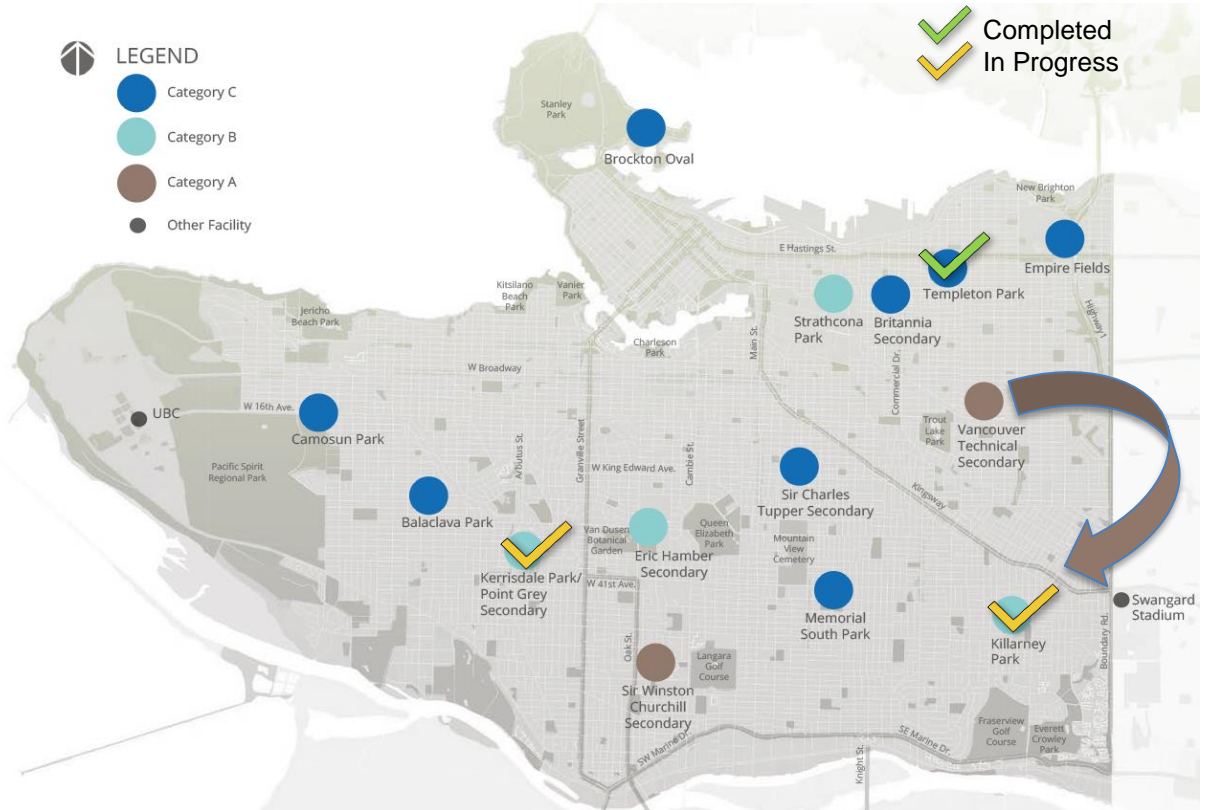 Completed
In Progress
LEGEND
Category C
Category B
Category A
Other Facility
Stanley
Park
Brockton Oval
New Brighton
Park
E Hastings St.
Empire Fields
Templeton Park
Strathcona
Park
Britannia
Secondary
Highway1
Kitsilano
Beach Park
Vanier
Park
Jericho
Beach Park
Charleson
Park
Main St.
W Broadway
Commercial Dr.
UBC
W 16th Ave.
Camosun Park
Trout
Lake
Park
Vancouver
Technical
Secondary
Pacific Spirit
Regional Park
Arbutus St.
Granville Street
W King Edward Ave.
Cambie St.
Sir Charles
Tupper Secondary
Kingsway
Balaclava Park
Van Dusen
Botanical
Garden
Queen
Elizabeth
Park
Mountain
View
Cemetery
Eric Hamber
Secondary
Kerrisdale Park/
Point Grey
Secondary
W 41st Ave.
Memorial
South Park
Killarney
Park
Swangard
Stadium
Boundary Rd.
Oak St.
Langara
Golf
Course
Sir Winston
Churchill
Secondary
Fraserview
Golf
Course
Everett
Crowley
Park
SW Marine Dr.
SE Marine Dr.
Knight St.